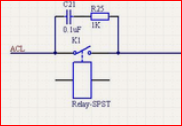 C21
R25
0.1uF
1K
ACL
K1
Relay-SPST